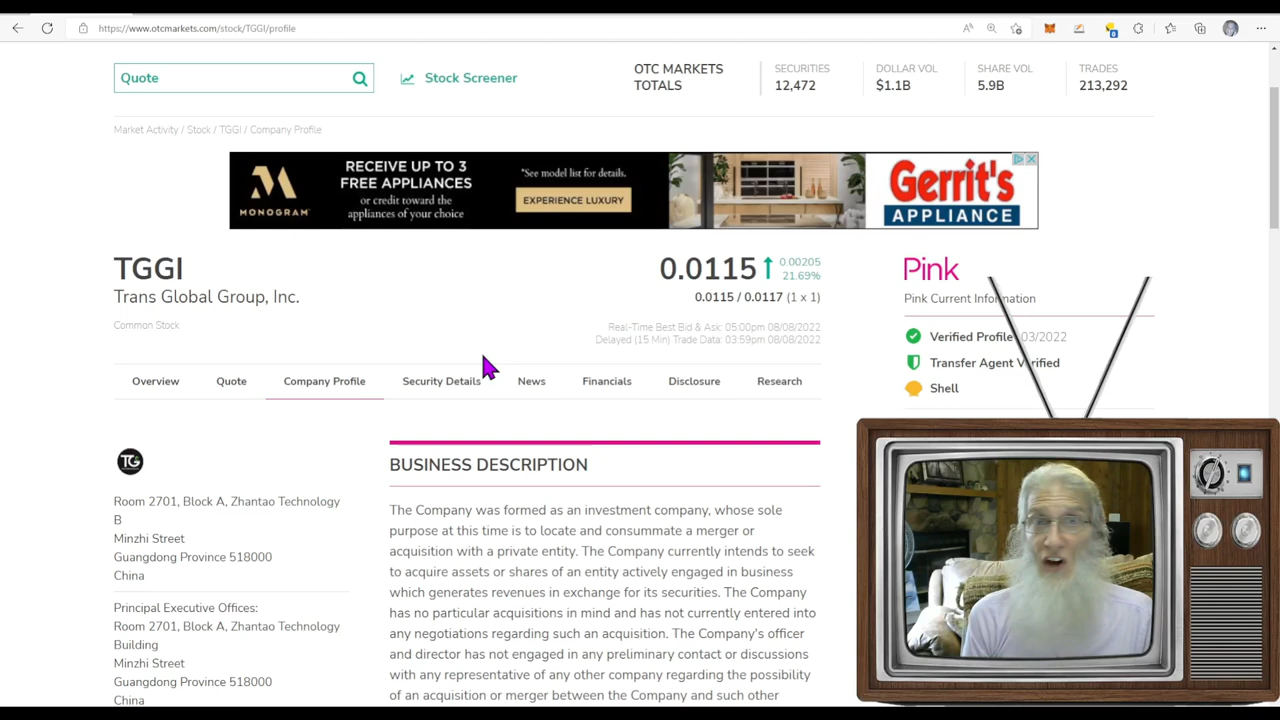 https://www.otcmarkets.com/stock/TGGI/profile
Quote
Stock Screener
OTC MARKETS
TOTALS
SECURITIES
12,472
DOLLAR VOL
$1.1B
SHARE VOL
5.9B
TRADES
213,292
Market Activity / Stock / TGGI / Company Profile
MONOGRAM
RECEIVE UP TO 3
FREE APPLIANCES
or credit toward the
appliances of your choice
*See model list for details.
EXPERIENCE LUXURY
Gerrit's
APPLIANCE
TGGI
Trans Global Group, Inc.
Common Stock
0.0115
0.00205
21.69%
0.0115 / 0.0117 (1 x 1)
Real-Time Best Bid & Ask: 05:00pm 08/08/2022
Delayed (15 Min) Trade Data: 03:59pm 08/08/2022
Pink
Pink Current Information
Verified Profile 03/2022
Transfer Agent Verified
Shell
Overview
Quote
Company Profile
Security Details
News
Financials
Disclosure
Research
TG
Room 2701, Block A, Zhantao Technology
B
Minzhi Street
Guangdong Province 518000
China
Principal Executive Offices:
Room 2701, Block A, Zhantao Technology
Building
Minzhi Street
Guangdong Province 518000
China
BUSINESS DESCRIPTION
The Company was formed as an investment company, whose sole
purpose at this time is to locate and consummate a merger or
acquisition with a private entity. The Company currently intends to seek
to acquire assets or shares of an entity actively engaged in business
which generates revenues in exchange for its securities. The Company
has no particular acquisitions in mind and has not currently entered into
any negotiations regarding such an acquisition. The Company's officer
and director has not engaged in any preliminary contact or discussions
with any representative of any other company regarding the possibility
of an acquisition or merger between the Company and such other